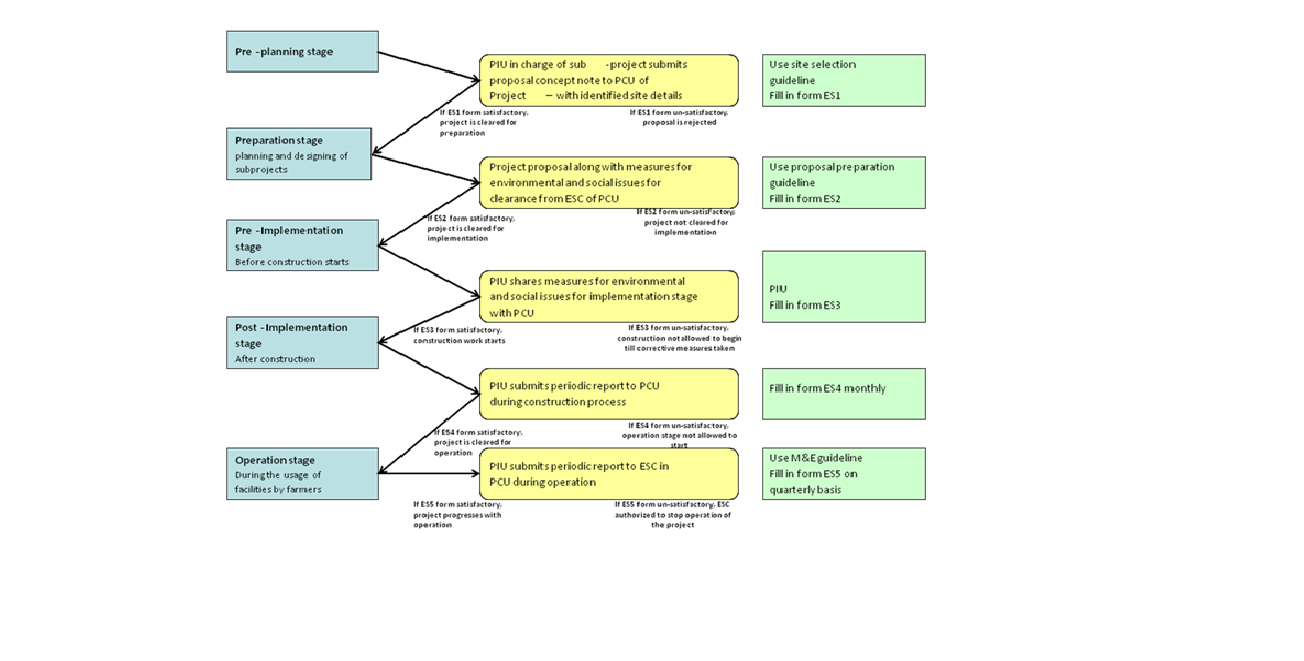 Pre –planning stage
PIU in charge of sub -project submits
proposal concept note to PCU of
Project – with identified site details
Use site selection
guideline
Fill in form ES1
If ES1 form satisfactory,
project is cleared for
preparation
If ES1 form un-satisfactory,
proposal is rejected
Preparation stage
planning and designing of
subprojects
Project proposal along with measures for
environmental and social issues for
clearance from ESC of PCU
Use proposal preparation
guideline
Fill in form ES2
If ES2 form satisfactory,
project is cleared for
implementation
If ES2 form un-satisfactory,
project not cleared for
implementation
Pre –Implementation
stage
Before construction starts
PIU shares measures for environmental
and social issues for implementation stage
with PCU
PIU
Fill in form ES3
If ES3 form satisfactory,
construction work starts
If ES3 form un-satisfactory,
construction not alllowed to begin
till corrective measures taken
Post –Implementation
stage
After construction
PIU submits periodic report to PCU
during construction process
Fill in form ES4 monthly
If ES4 form satisfactory,
project is cleared for
operation
If ES4 form un-satisfactory,
operation stage not allowed to
start
Operation stage
During the usage of
facilities by farmers
PIU submits periodic report to ESC in
PCU during operation
Use M&E guideline
Fill in form ES5 on
quarterly basis
If ES5 form satisfactory,
project progresses with
operation
If ES5 form un-satisfactory, ESC
authorized to stop operation of
the project